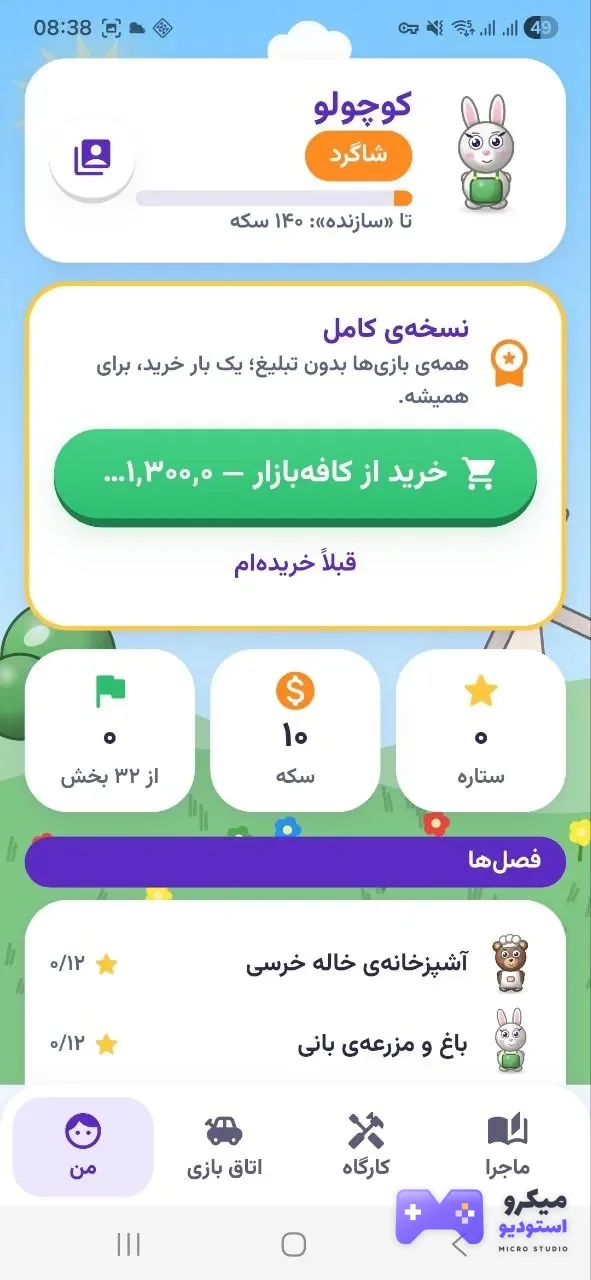 08:38
49
کوچولو
شاگرد
تا «سازنده»: ۱۴۰ سکه
نسخه‌ی کامل
همه‌ی بازی‌ها بدون تبلیغ؛ یک بار خرید، برای
همیشه.
خرید از کافه‌بازار – ۱,۳۰۰,۰...
قبلاً خریده‌ام
۰
ستاره
۱۰
سکه
۰
از ۳۲ بخش
فصل‌ها
آشپزخانه‌ی خاله خرسی
۰/۱۲
باغ و مزرعه‌ی بانی
۰/۱۲
ماجرا
کارگاه
اتاق بازی
من
میکرو
استودیو
MICRO STUDIO